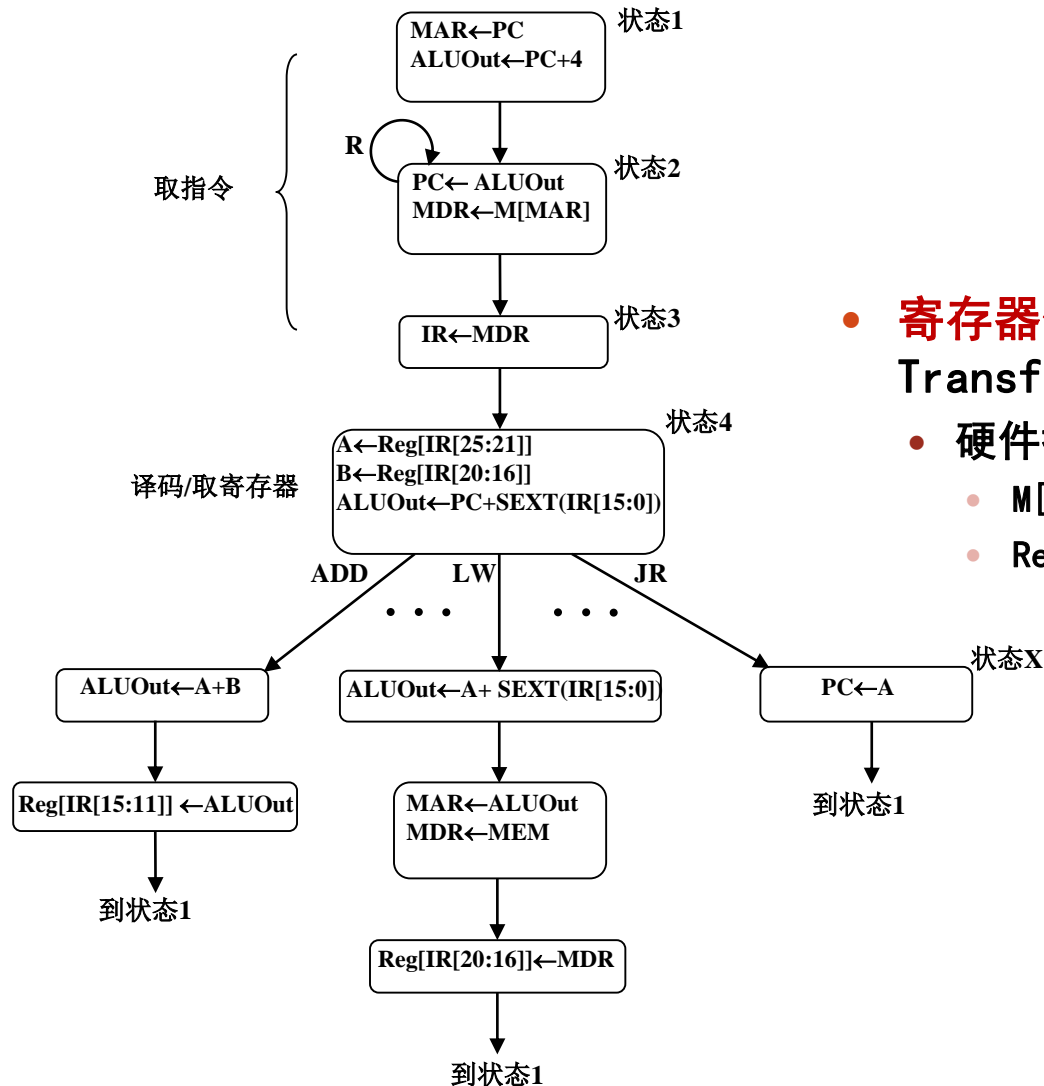 状态1
MAR←PC
ALUOut←PC+4
R
状态2
PC← ALUOut
MDR←M[MAR]
取指令
状态3
IR←MDR
寄存器
Transf
硬件
M[
Re
状态4
A←Reg[IR[25:21]]
B←Reg[IR[20:16]]
ALUOut←PC+SEXT(IR[15:0])
译码/取寄存器
ADD LW JR
• • • • • •
状态X
ALUOut←A+B
ALUOut←A+ SEXT(IR[15:0])
PC←A
Reg[IR[15:11]] ←ALUOut
MAR←ALUOut
MDR←MEM
到状态1
到状态1
Reg[IR[20:16]]←MDR
到状态1